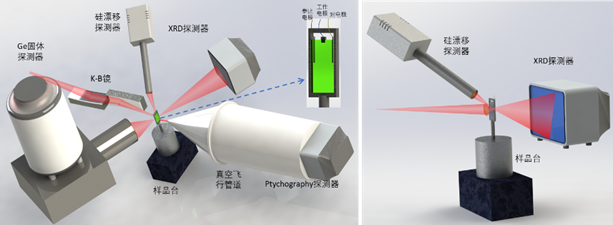 Ge固体
探测器
K-B镜
硅漂移
探测器
XRD探测器
参比
电极
工作
电极
对电极
样品台
真空飞
行管道
Ptychography探测器
硅漂移
探测器
XRD探测器
样品台